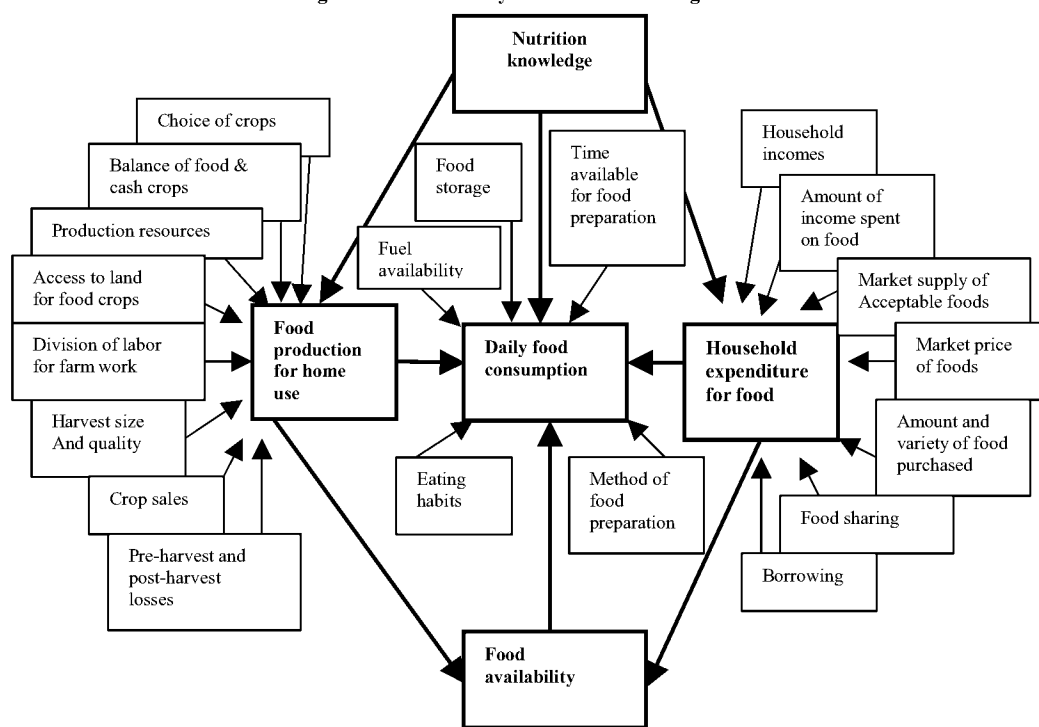 Nutrition
knowledge
Choice of crops
Balance of food &
cash crops
Production resources
Access to land
for food crops
Division of labor
for farm work
Harvest size
And quality
Crop sales
Pre-harvest and
post-harvest
losses
Food
production
for home
use
Fuel
availability
Food
storage
Time
available
for food
preparation
Daily food
consumption
Eating
habits
Method of
food
preparation
Household
incomes
Amount of
income spent
on food
Market supply of
Acceptable foods
Market price
of foods
Amount and
variety of food
purchased
Food sharing
Borrowing
Household
expenditure
for food
Food
availability